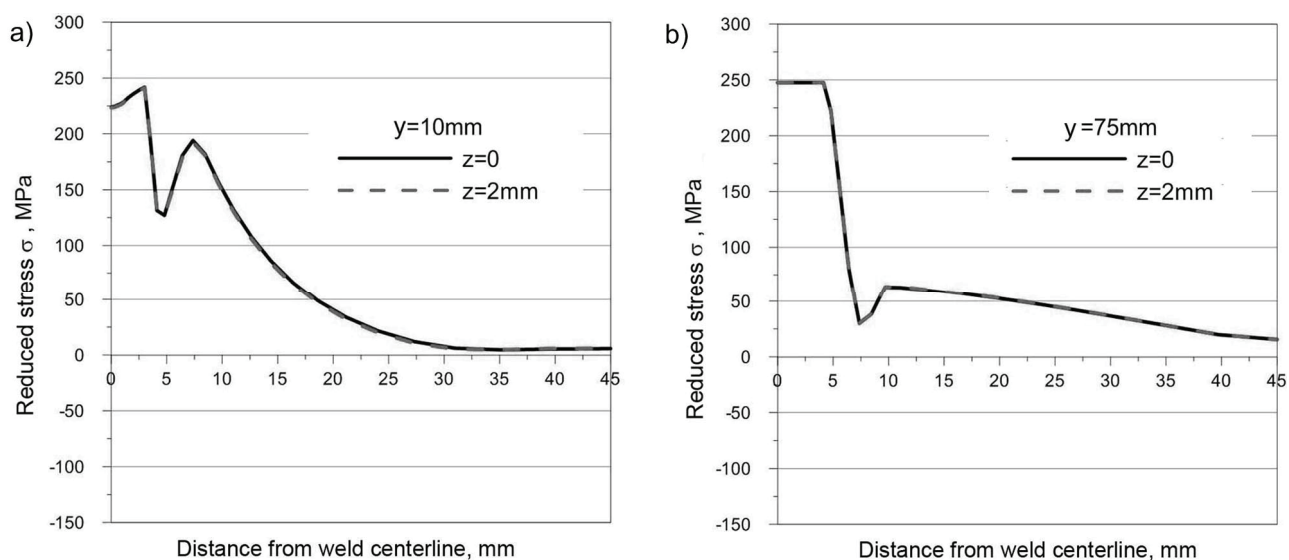 a)
Reduced stress σ , MPa
300
250
200
150
100
50
0
-50
-100
-150
0 5 10 15 20 25 30 35 40 45
y=10mm
z=0
z=2mm
Distance from weld centerline, mm
b)
Reduced stress σ , MPa
300
250
200
150
100
50
0
-50
-100
-150
0 5 10 15 20 25 30 35 40 45
y =75mm
z=0
z=2mm
Distance from weld centerline, mm